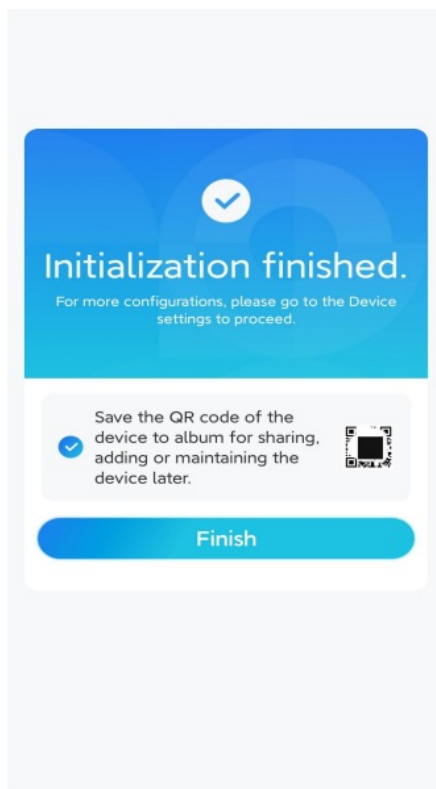 Initialization finished.
For more configurations, please go to the Device
settings to proceed.
Save the QR code of the
device to album for sharing,
adding or maintaining the
device later.
Finish